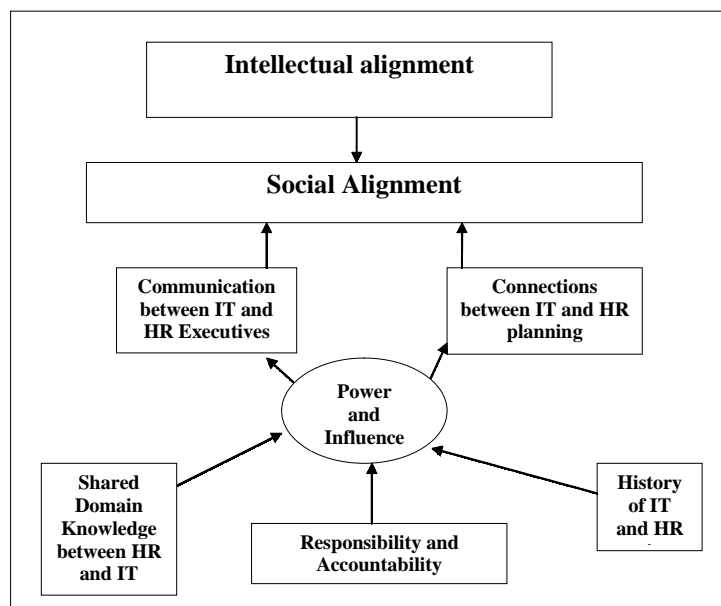 Intellectual alignment
Social Alignment
Communication
between IT and
HR Executives
Connections
between IT and HR
planning
Power
and
Influence
Shared
Domain
Knowledge
between HR
and IT
Responsibility and
Accountability
History
of IT
and HR